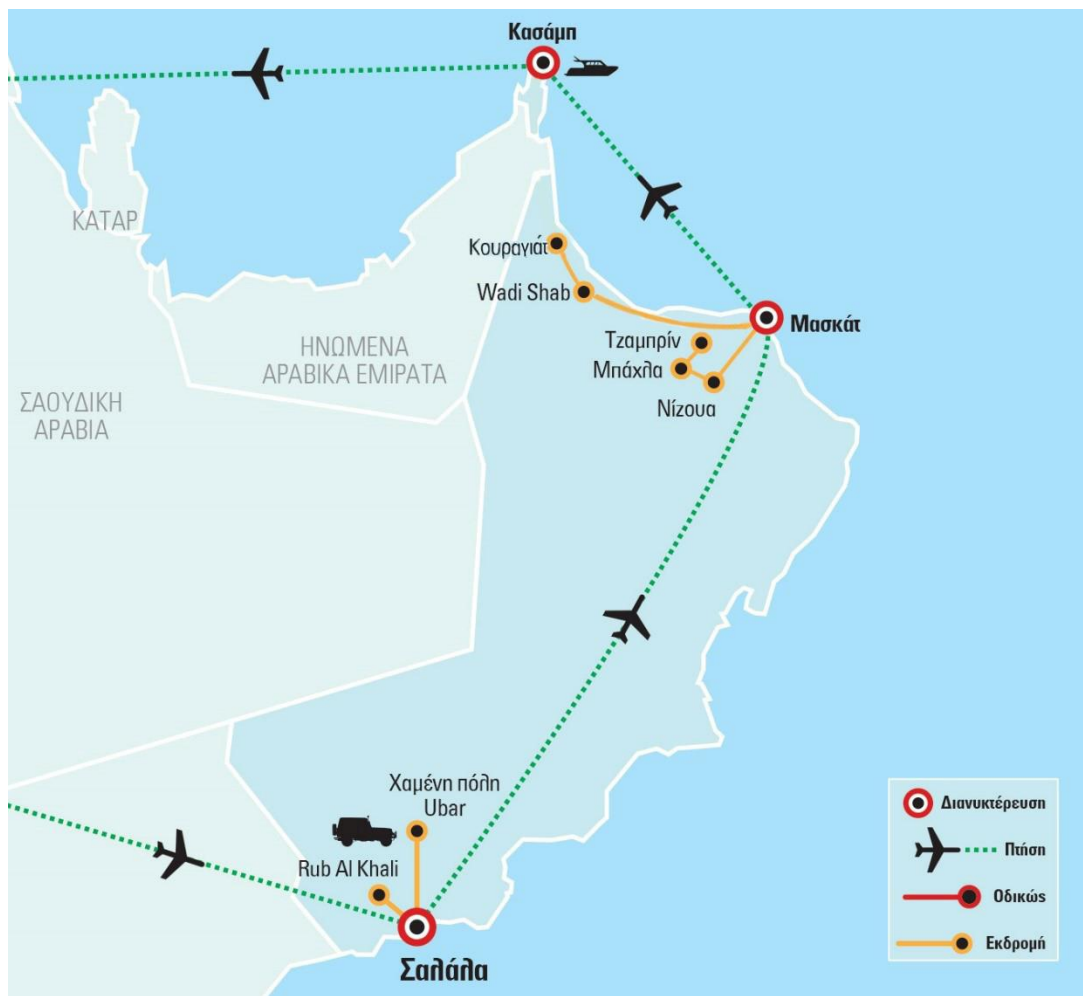 Κασάμπ
ΚΑΤΑΡ
Κουραγιάτ
Wadi Shab
Μασκάτ
Τζαμπρίν
Μπάχλα
Νίζουα
ΗΝΩΜΕΝΑ
ΑΡΑΒΙΚΑ ΕΜΙΡΑΤΑ
ΣΑΟΥΔΙΚΗ
ΑΡΑΒΙΑ
Χαμένη πόλη
Ubar
Rub Al Khali
Σαλάλα
Διανυκτέρευση
Πτήση
Οδικώς
Εκδρομή